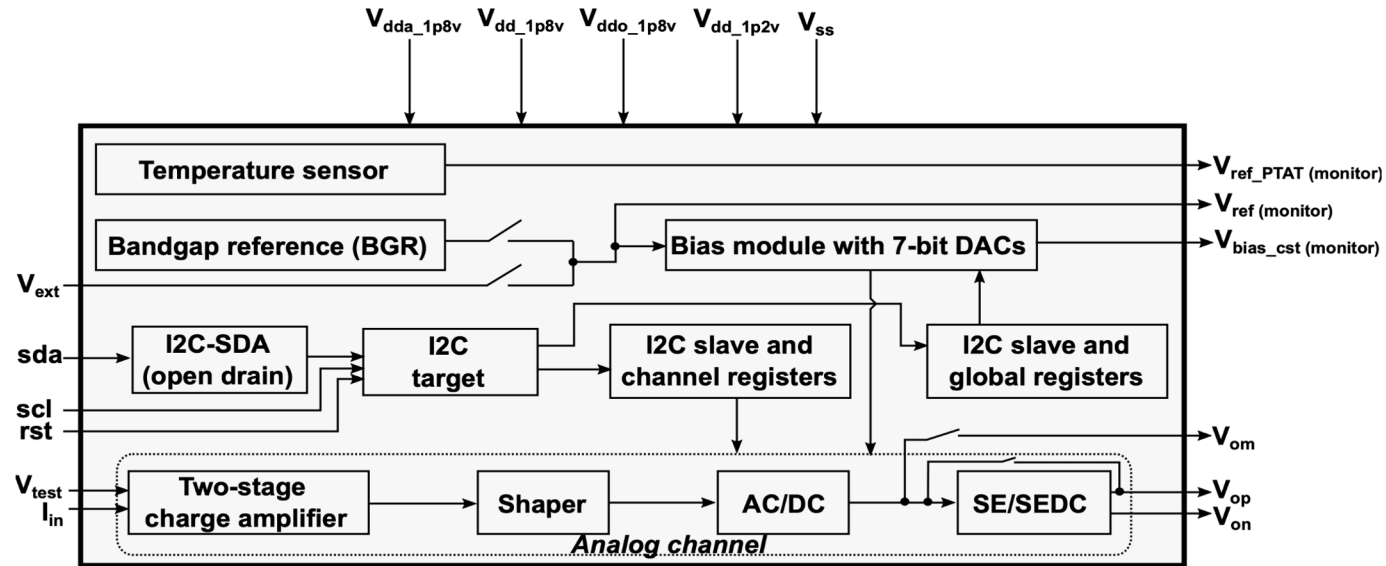 Vdda_1p8v Vdd_1p8v Vddo_1p8v Vdd_1p2v Vss
Temperature sensor
Vref_PTAT (monitor)
Vref (monitor)
Bandgap reference (BGR)
Bias module with 7-bit DACs
Vbias_cst (monitor)
Vext
sda
I2C-SDA
(open drain)
I2C
target
I2C slave and
channel registers
I2C slave and
global registers
scl
rst
Vom
Vtest
Iin
Two-stage
charge amplifier
Shaper
AC/DC
SE/SEDC
Vop
Von
Analog channel